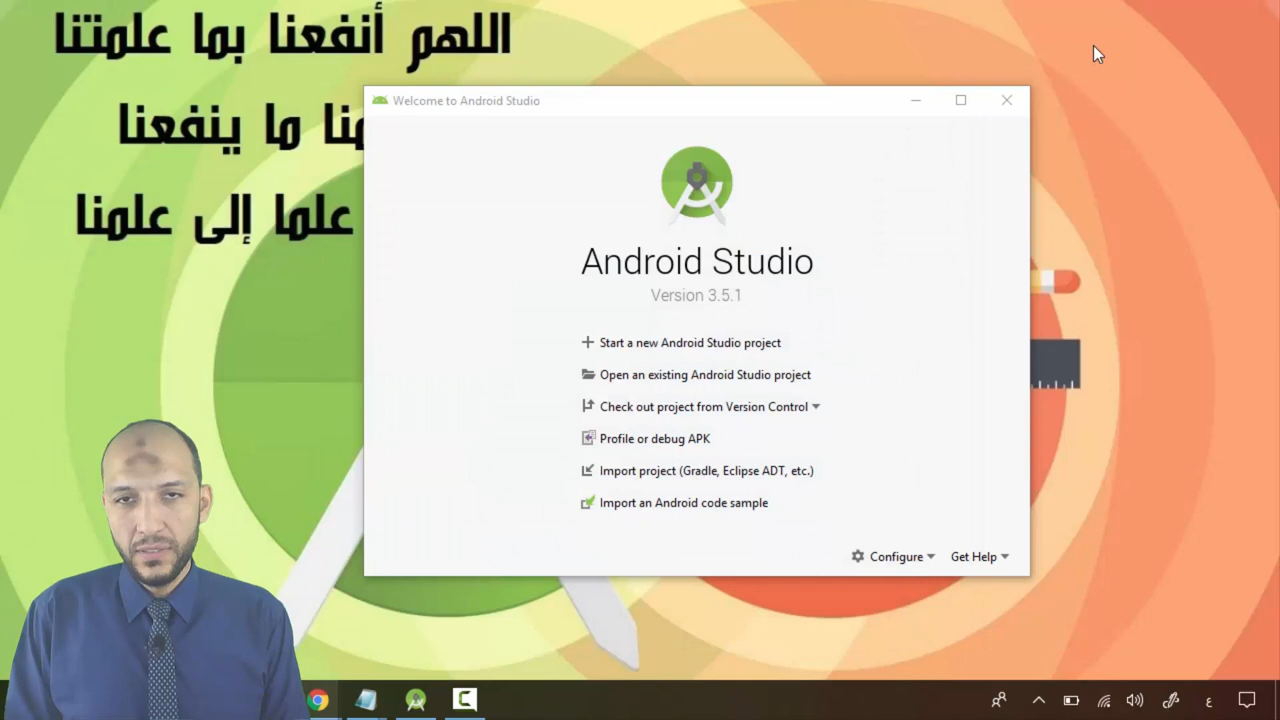 اللهم أنفعنا بما علمتنا
ما ينفعنا
علما إلى علمنا
Welcome to Android Studio
Android Studio
Version 3.5.1
Start a new Android Studio project
Open an existing Android Studio project
Check out project from Version Control
Profile or debug APK
Import project (Gradle, Eclipse ADT, etc.)
Import an Android code sample
Configure
Get Help
ع